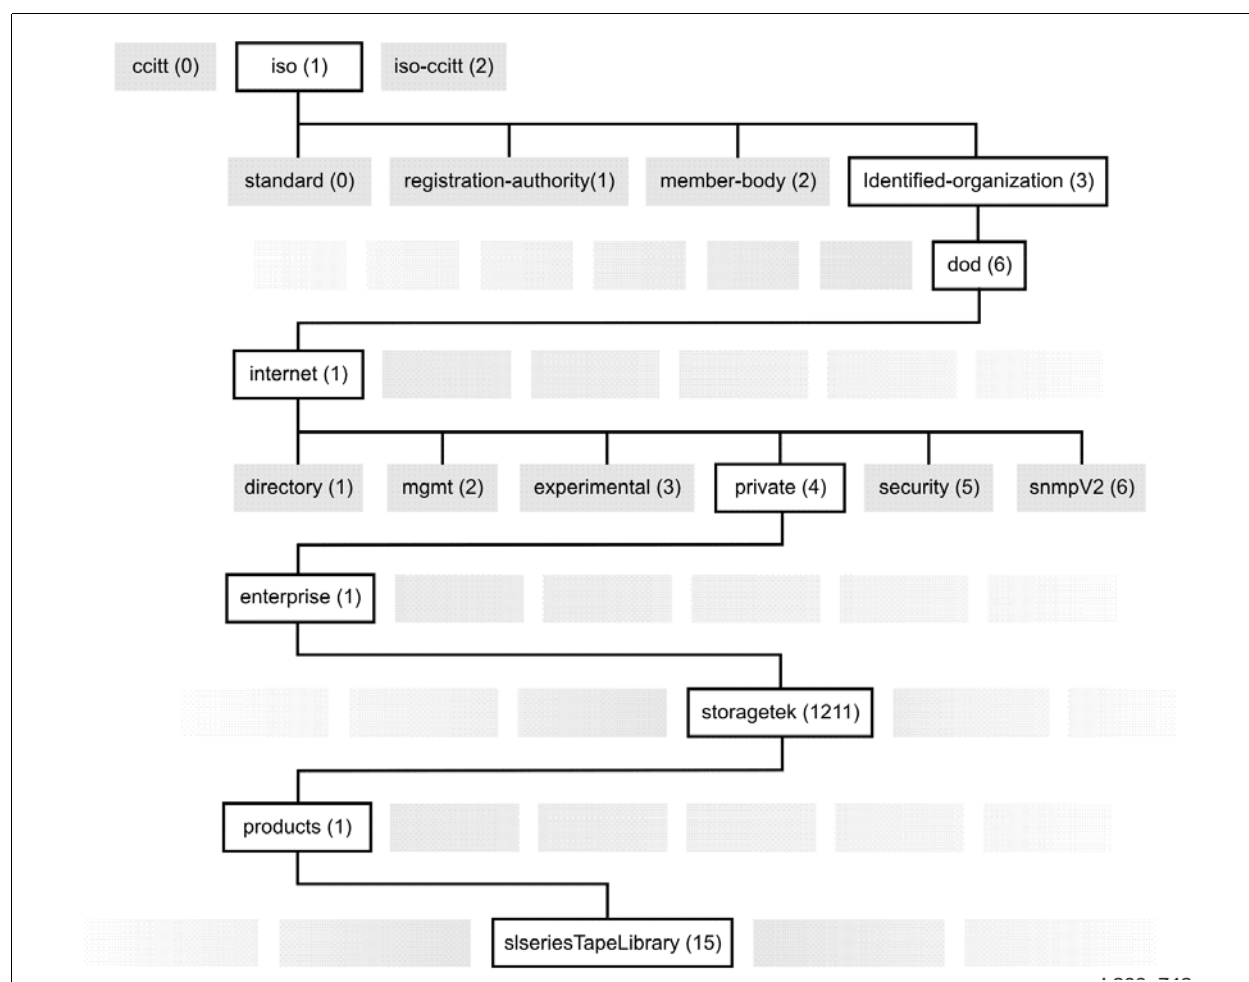 ccitt (0) iso (1) iso-ccitt (2)
standard (0) registration-authority(1) member-body (2) Identified-organization (3)
dod (6)
internet (1)
directory (1) mgmt (2) experimental (3) private (4) security (5) snmpV2 (6)
enterprise (1)
storagetek (1211)
products (1)
slseriesTapeLibrary (15)